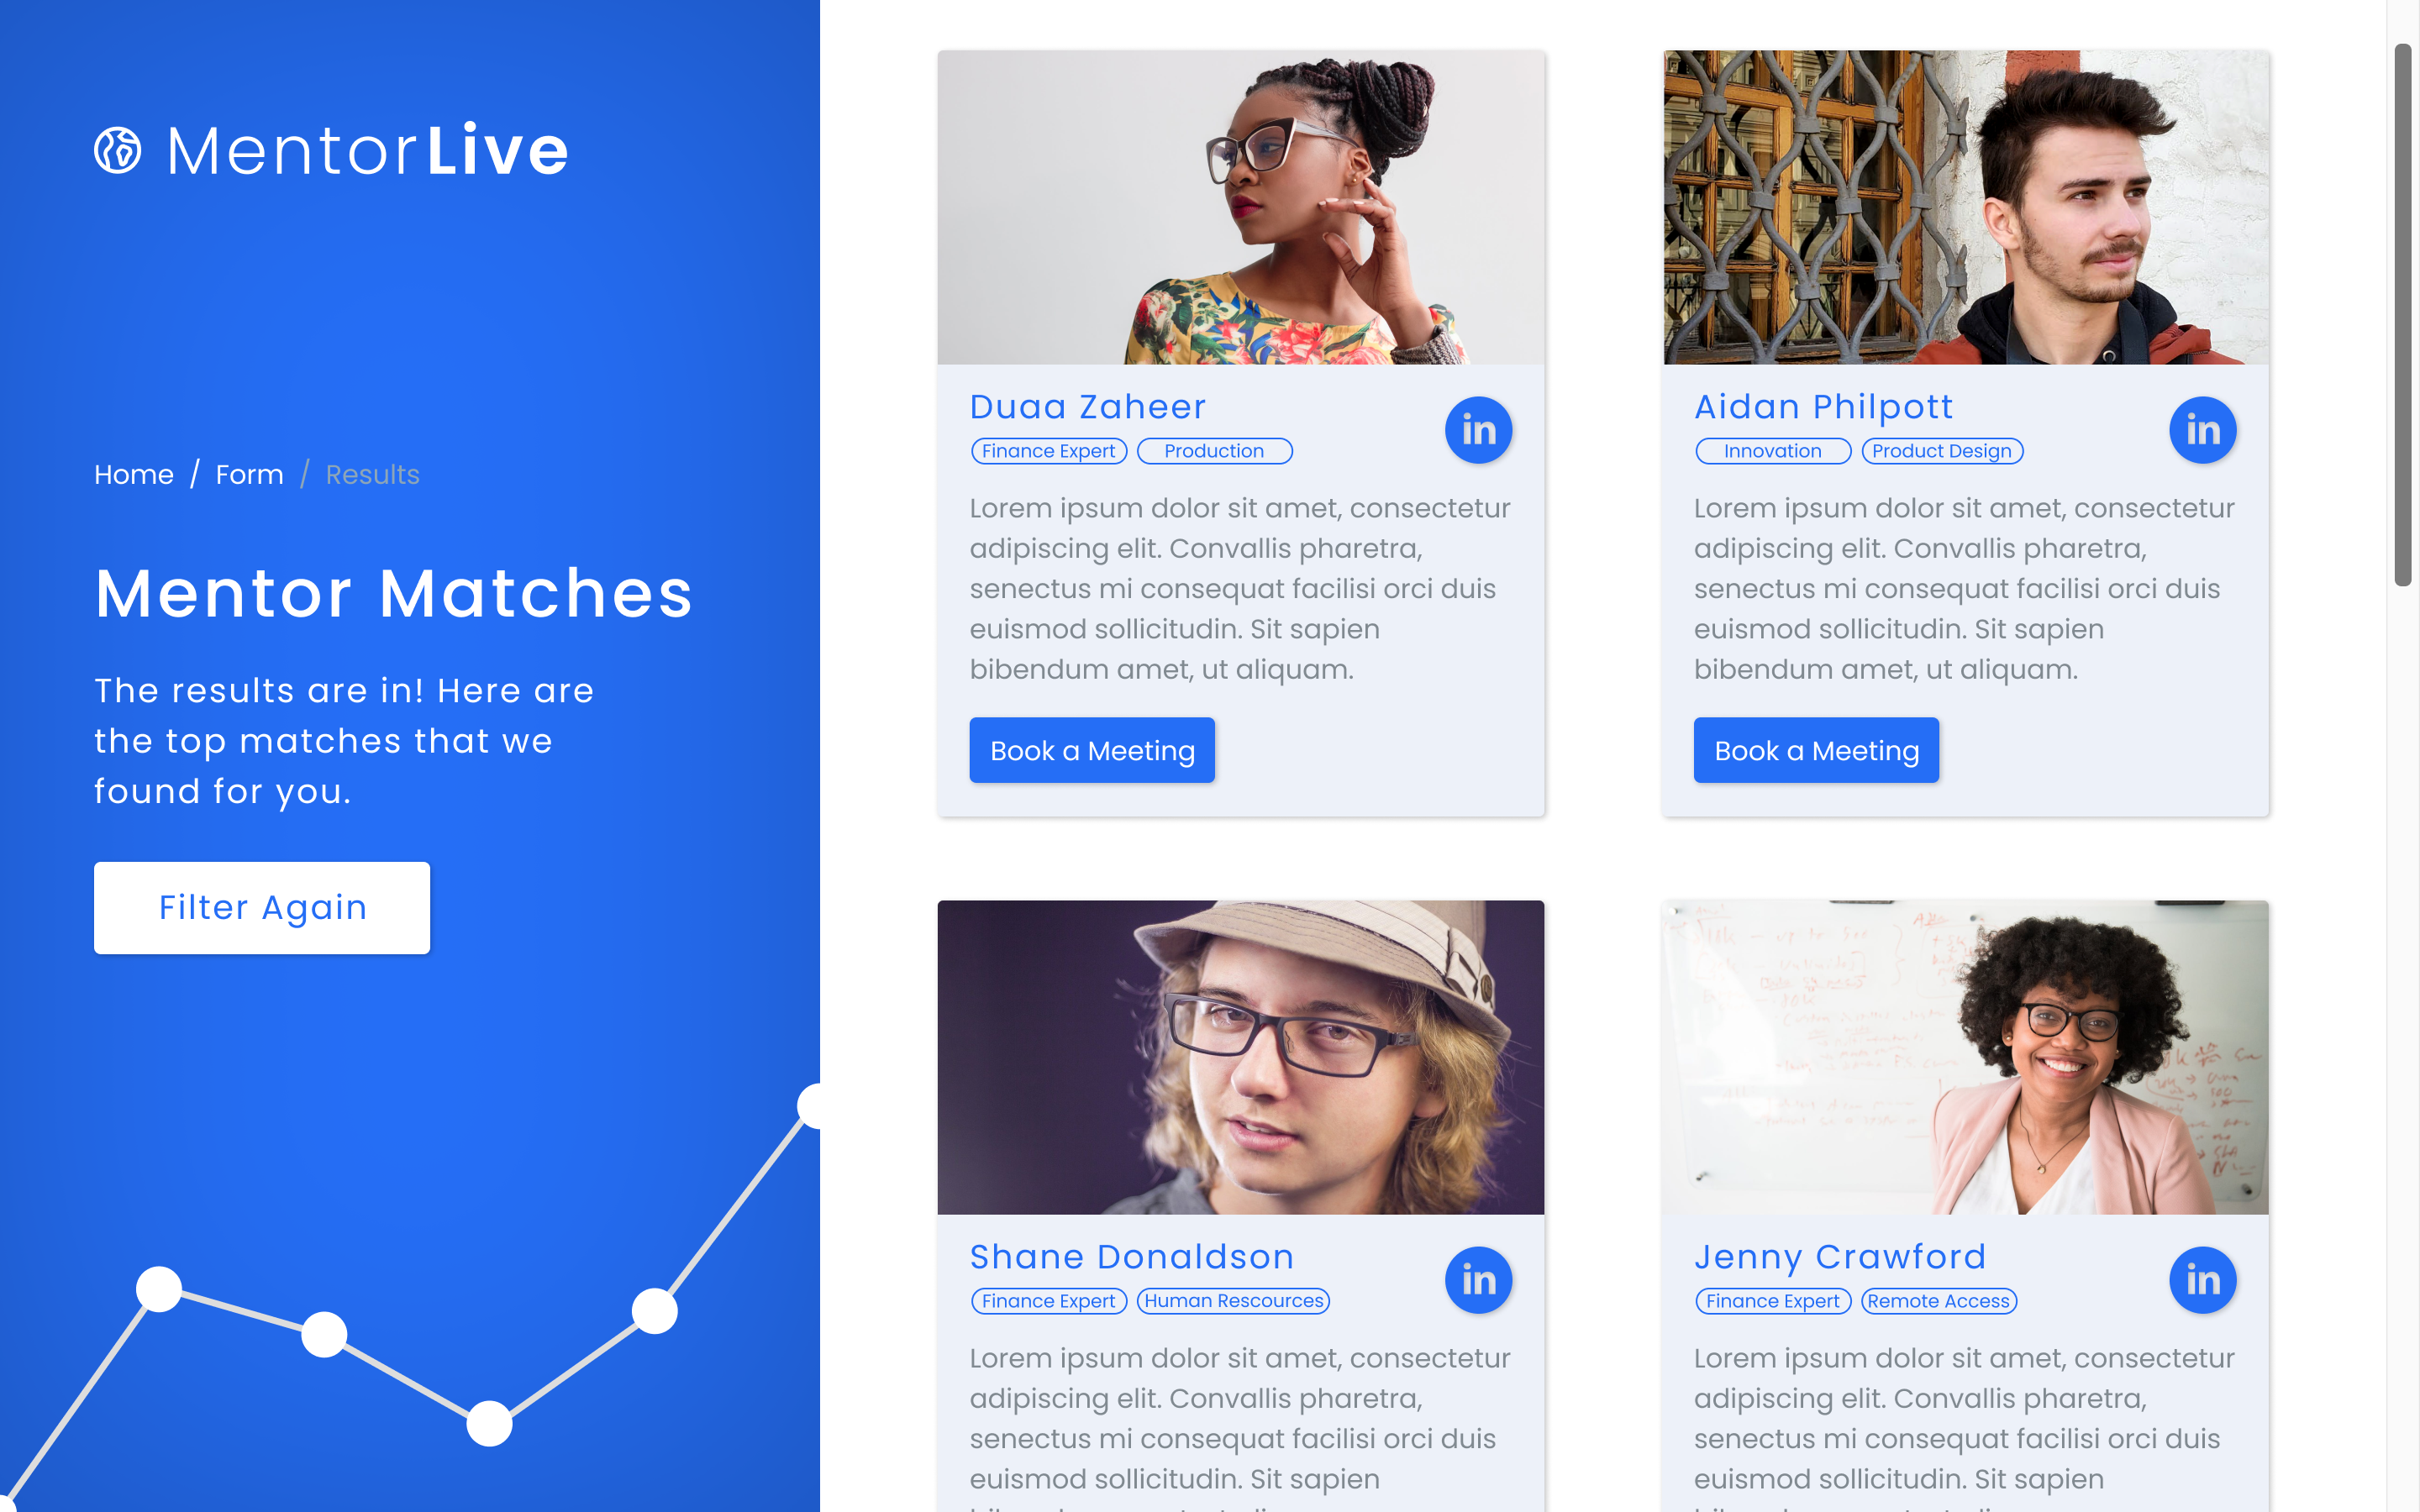 MentorLive
Home / Form / Results
Mentor Matches
The results are in! Here are
the top matches that we
found for you.
Filter Again
Duaa Zaheer
in
Finance Expert
Production
Lorem ipsum dolor sit amet, consectetur
adipiscing elit. Convallis pharetra,
senectus mi consequat facilisi orci duis
euismod sollicitudin. Sit sapien
bibendum amet, ut aliquam.
Book a Meeting
Aidan Philpott
in
Innovation
Product Design
Lorem ipsum dolor sit amet, consectetur
adipiscing elit. Convallis pharetra,
senectus mi consequat facilisi orci duis
euismod sollicitudin. Sit sapien
bibendum amet, ut aliquam.
Book a Meeting
Shane Donaldson
in
Finance Expert
Human Rescources
Lorem ipsum dolor sit amet, consectetur
adipiscing elit. Convallis pharetra,
senectus mi consequat facilisi orci duis
euismod sollicitudin. Sit sapien
Jenny Crawford
in
Finance Expert
Remote Access
Lorem ipsum dolor sit amet, consectetur
adipiscing elit. Convallis pharetra,
senectus mi consequat facilisi orci duis
euismod sollicitudin. Sit sapien